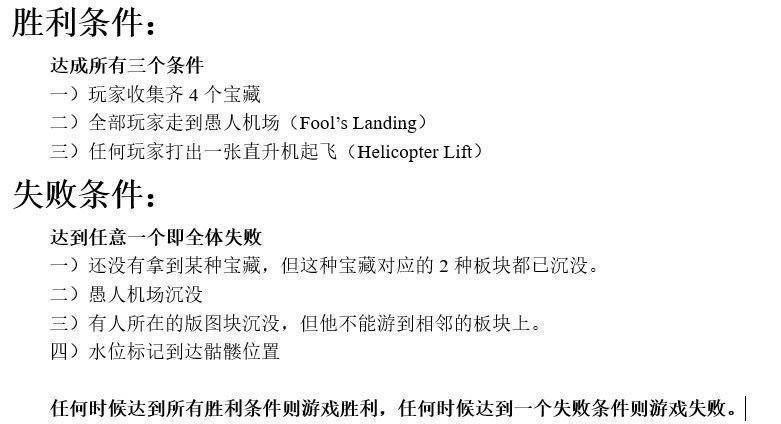 胜利条件：
达成所有三个条件
一）玩家收集齐 4 个宝藏
二）全部玩家走到愚人机场（Fool’s Landing）
三）任何玩家打出一张直升机起飞（Helicopter Lift）
失败条件：
达到任意一个即全体失败
一）还没有拿到某种宝藏，但这种宝藏对应的 2 种板块都已沉没。
二）愚人机场沉没
三）有人所在的版图块沉没，但他不能游到相邻的板块上。
四）水位标记到达骷髅位置
任何时候达到所有胜利条件则游戏胜利，任何时候达到一个失败条件则游戏失败。